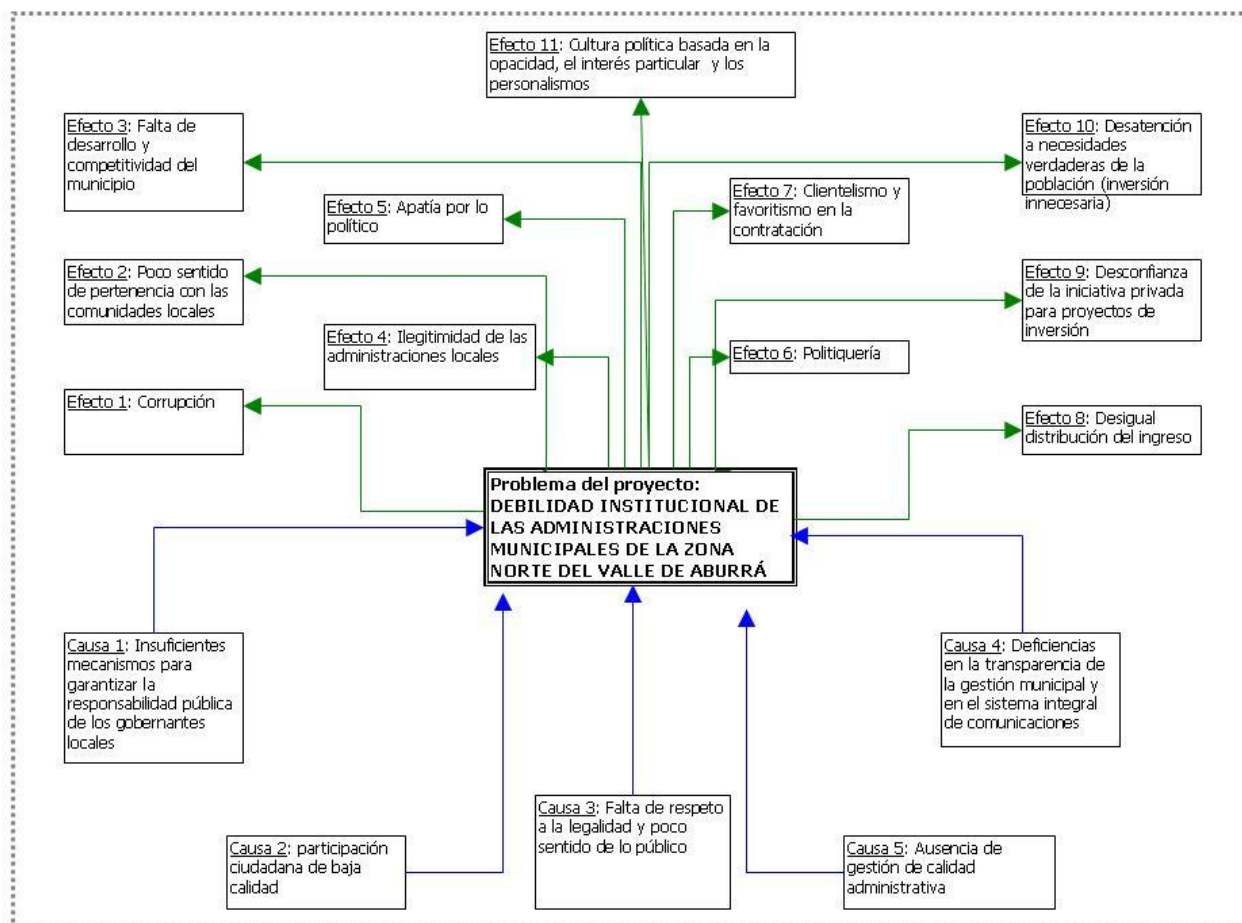 Efecto 11: Cultura política basada en la
opacidad, el interés particular y los
personalismos
Efecto 3: Falta de
desarrollo y
competitividad del
municipio
Efecto 10: Desatención
a necesidades
verdaderas de la
población (inversión
innecesaria)
Efecto 5: Apatía por lo
político
Efecto 7: Clientelismo y
favoritismo en la
contratación
Efecto 2: Poco sentido
de pertenencia con las
comunidades locales
Efecto 9: Desconfianza
de la iniciativa privada
para proyectos de
inversión
Efecto 4: Ilegitimidad de las
administraciones locales
Efecto 6: Politiquería
Efecto 1: Corrupción
Efecto 8: Desigual
distribución del ingreso
Problema del proyecto:
DEBILIDAD INSTITUCIONAL DE
LAS ADMINISTRACIONES
MUNICIPALES DE LA ZONA
NORTE DEL VALLE DE ABURRÁ
Causa 1: Insuficientes
mecanismos para
garantizar la
responsabilidad pública
de los gobernantes
locales
Causa 4: Deficiencias
en la transparencia de
la gestión municipal y
en el sistema integral
de comunicaciones
Causa 2: participación
ciudadana de baja
calidad
Causa 3: Falta de respeto
a la legalidad y poco
sentido de lo público
Causa 5: Ausencia de
gestión de calidad
administrativa